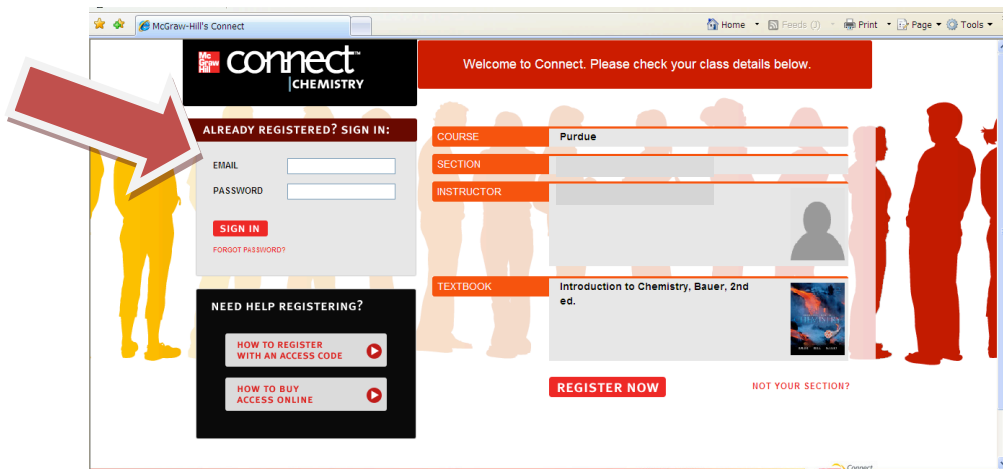 McGraw-Hill's Connect
Home
Feeds (J)
Print
Page
Tools
Mc
Graw
Hill
connect™
CHEMISTRY
Welcome to Connect. Please check your class details below.
ALREADY REGISTERED? SIGN IN:
EMAIL
PASSWORD
SIGN IN
FORGOT PASSWORD?
COURSE
Purdue
SECTION
INSTRUCTOR
TEXTBOOK
Introduction to Chemistry, Bauer, 2nd
ed.
NEED HELP REGISTERING?
HOW TO REGISTER
WITH AN ACCESS CODE
HOW TO BUY
ACCESS ONLINE
REGISTER NOW
NOT YOUR SECTION?
Connect